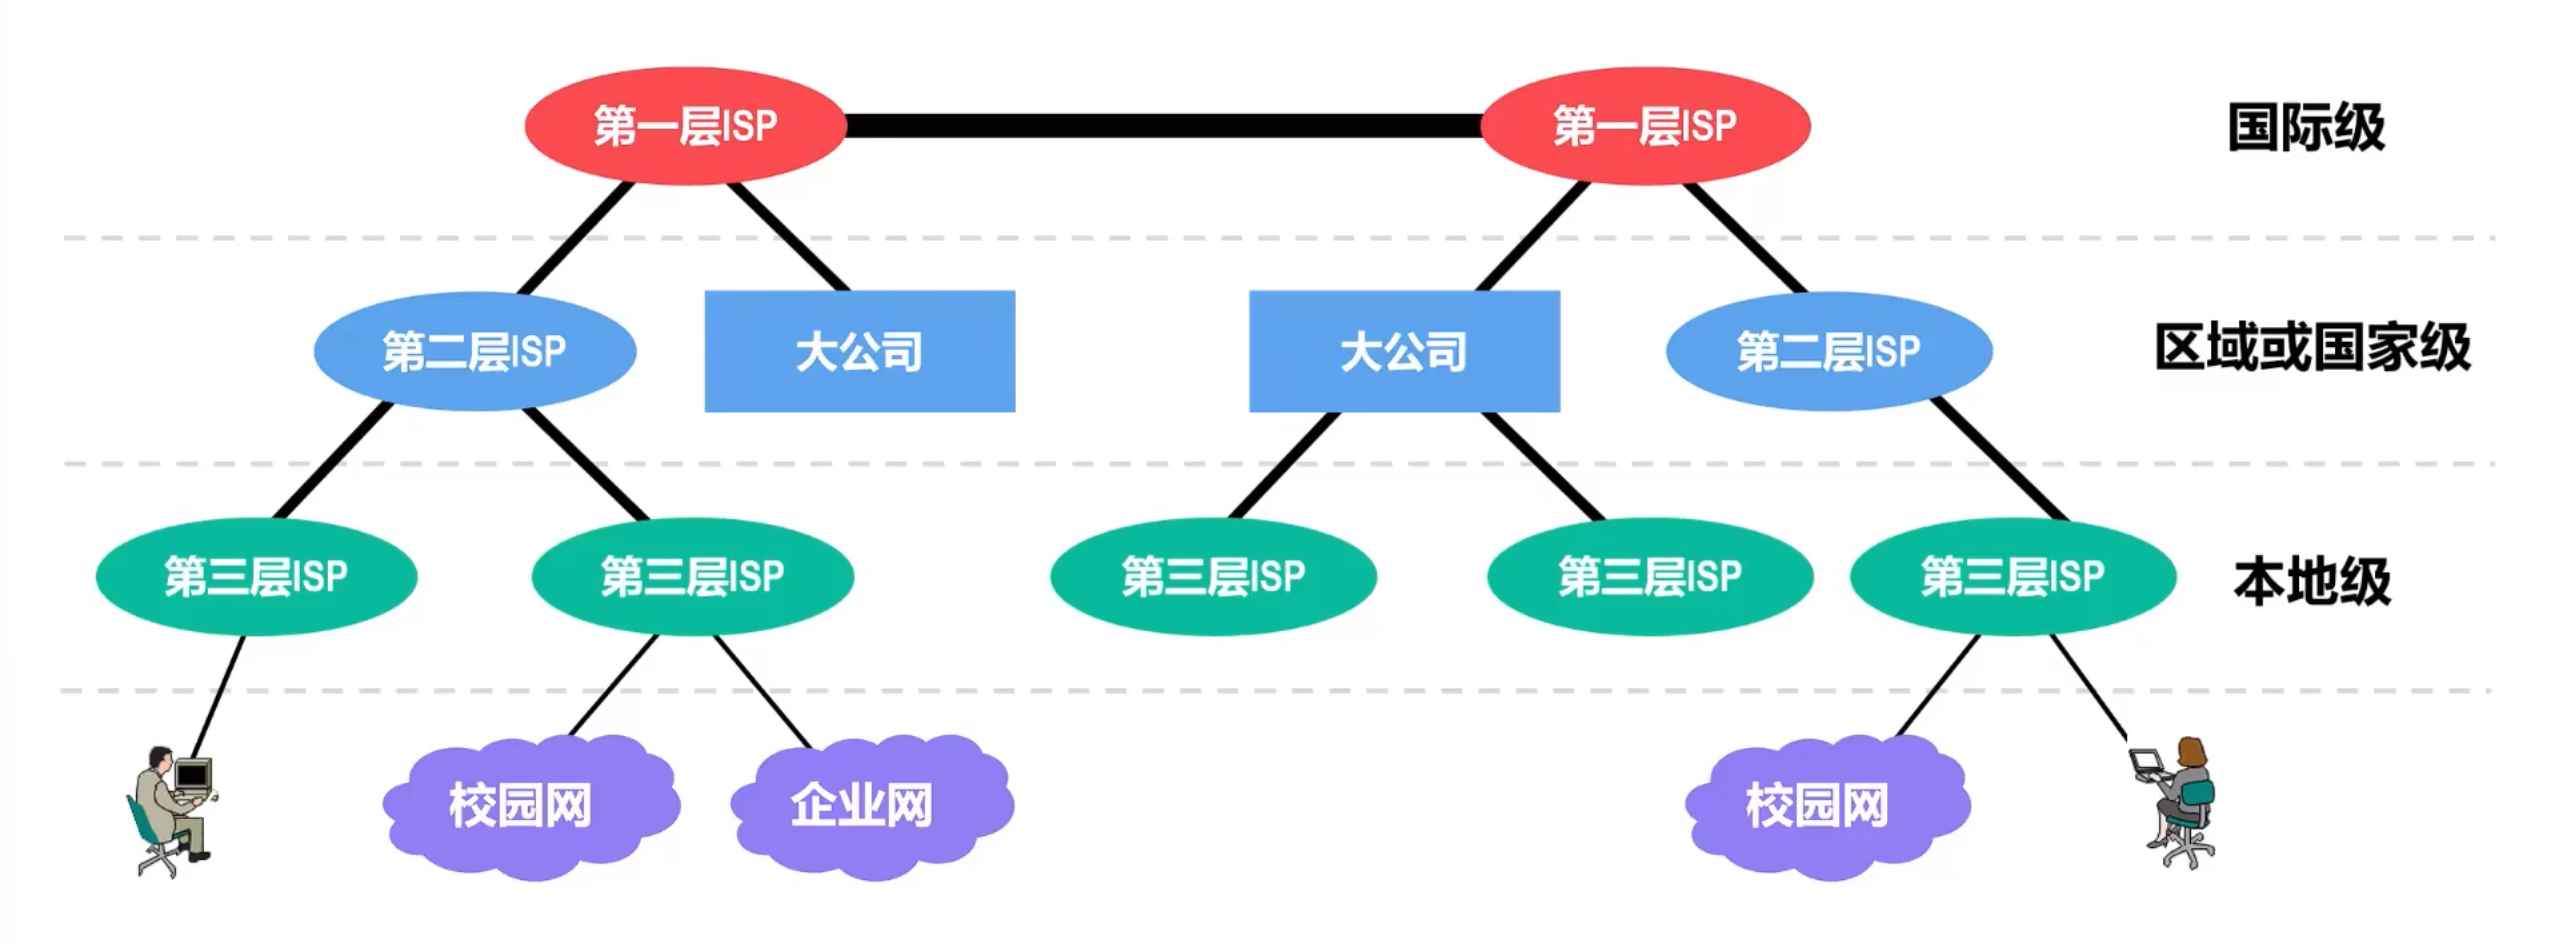 第一层ISP
第一层ISP
国际级
第二层ISP
大公司
大公司
第二层ISP
区域或国家级
第三层ISP
第三层ISP
第三层ISP
第三层ISP
第三层ISP
本地级
校园网
企业网
校园网